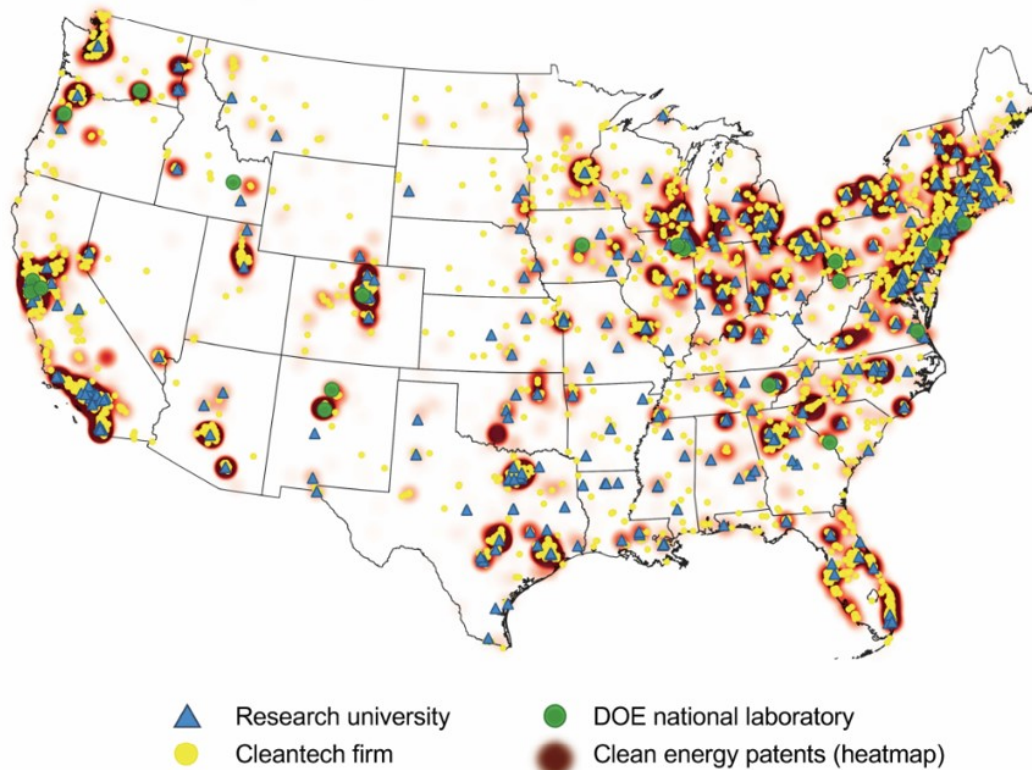 Research university
DOE national laboratory
Cleantech firm
Clean energy patents (heatmap)